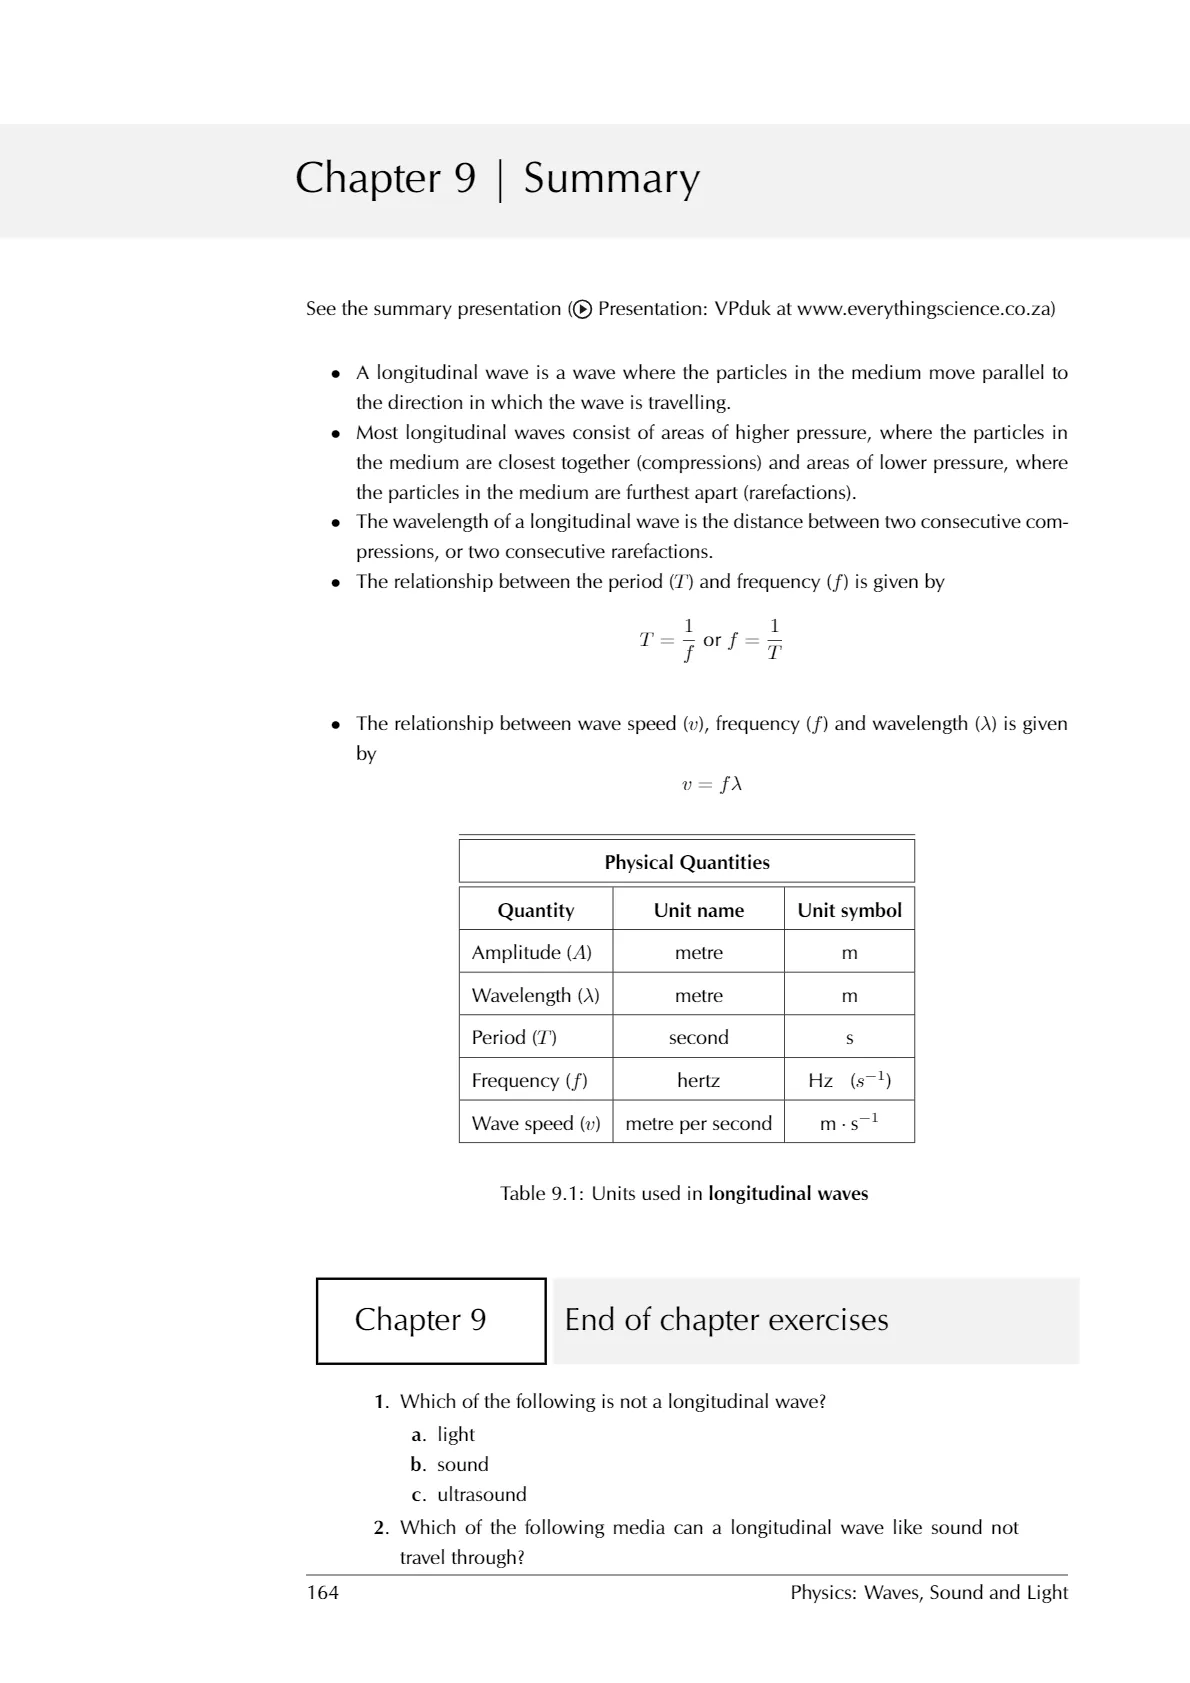 Chapter 9 | Summary
See the summary presentation (▶ Presentation: VPduk at www.everythingscience.co.za)
• A longitudinal wave is a wave where the particles in the medium move parallel to
the direction in which the wave is travelling.
• Most longitudinal waves consist of areas of higher pressure, where the particles in
the medium are closest together (compressions) and areas of lower pressure, where
the particles in the medium are furthest apart (rarefactions).
• The wavelength of a longitudinal wave is the distance between two consecutive com-
pressions, or two consecutive rarefactions.
• The relationship between the period (T) and frequency (f) is given by
T = 1/f or f = 1/T
• The relationship between wave speed (v), frequency (f) and wavelength (λ) is given
by
v = fλ
Physical Quantities
Quantity Unit name Unit symbol
Amplitude (A) metre m
Wavelength (λ) metre m
Period (T) second s
Frequency (f) hertz Hz (s⁻¹)
Wave speed (v) metre per second m · s⁻¹
Table 9.1: Units used in longitudinal waves
Chapter 9 End of chapter exercises
1. Which of the following is not a longitudinal wave?
a. light
b. sound
c. ultrasound
2. Which of the following media can a longitudinal wave like sound not
travel through?
164 Physics: Waves, Sound and Light